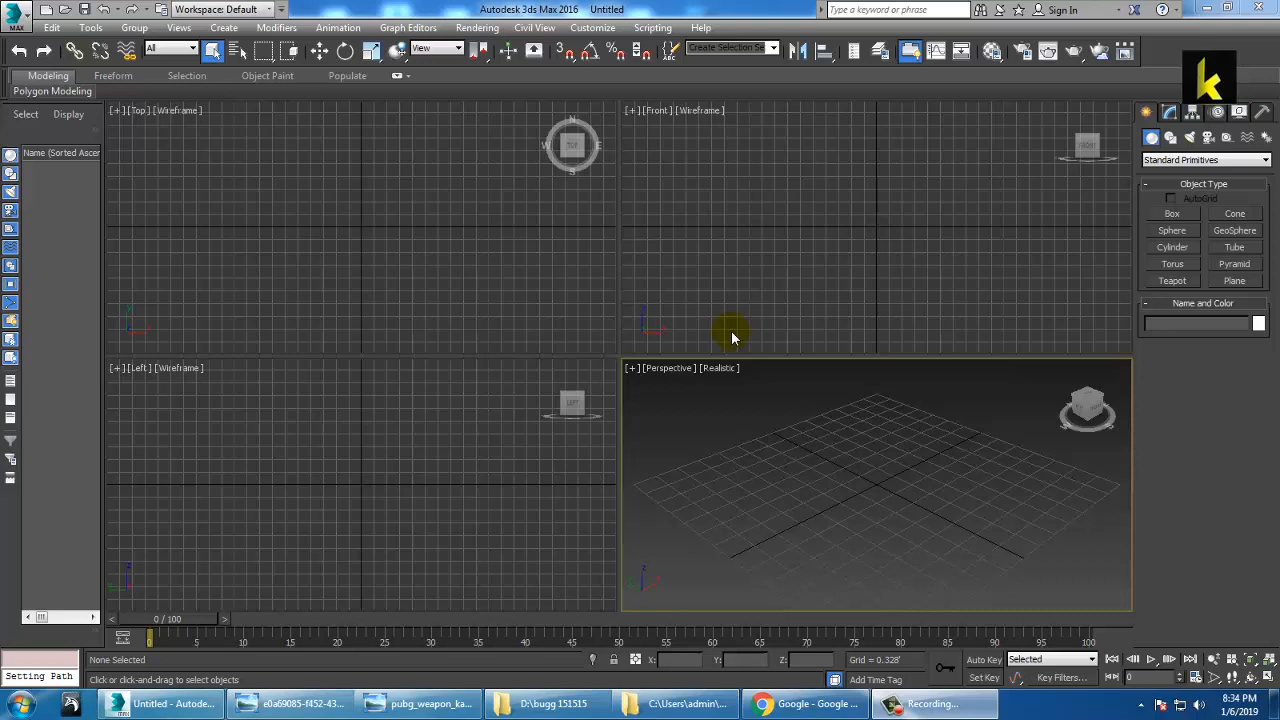 Workspace: Default
Autodesk 3ds Max 2016 Untitled
Type a keyword or phrase
Sign In
MAX
Edit Tools Group Views Create Modifiers Animation Graph Editors Rendering Civil View Customize Scripting Help
All
View
Create Selection Se
Modeling Freeform Selection Object Paint Populate
Polygon Modeling
k
Select Display
Name (Sorted Ascer
[+] [Top] [Wireframe]
N
W TOP E
S
[+] [Front] [Wireframe]
FRONT
Standard Primitives
- Object Type
AutoGrid
Box Cone
Sphere GeoSphere
Cylinder Tube
Torus Pyramid
Teapot Plane
- Name and Color
[+] [Left] [Wireframe]
LEFT
[+] [Perspective] [Realistic]
z
z
0 / 100
0 5 10 15 20 25 30 35 40 45 50 55 60 65 70 75 80 85 90 95 100
None Selected
X: Y: Z:
Grid = 0.328'
Auto Key Selected
Setting Path
Click or click-and-drag to select objects
Add Time Tag
Set Key Key Filters...
0
Untitled - Autod...
e0a69085-f452-43...
pubg_weapon_ka...
D:\bugg 151515
C:\Users\admin\...
Google - Google ...
Recording...
8:34 PM
1/6/2019